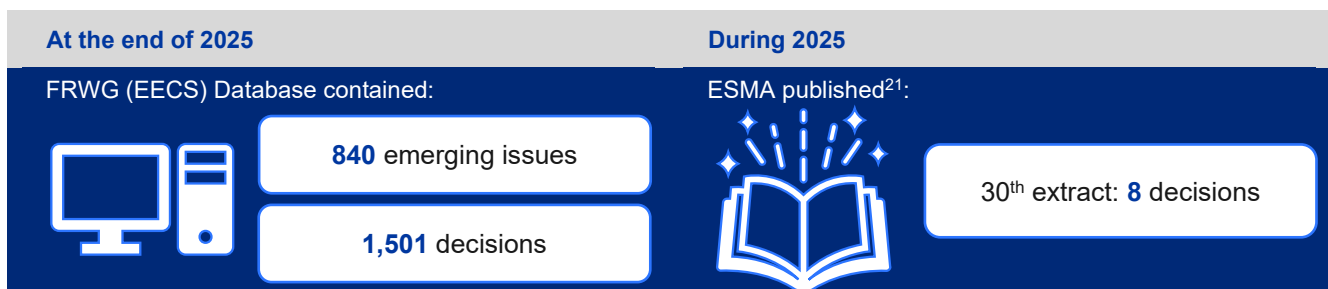 At the end of 2025
FRWG (EECS) Database contained:
840 emerging issues
1,501 decisions
During 2025
ESMA published21:
30th extract: 8 decisions